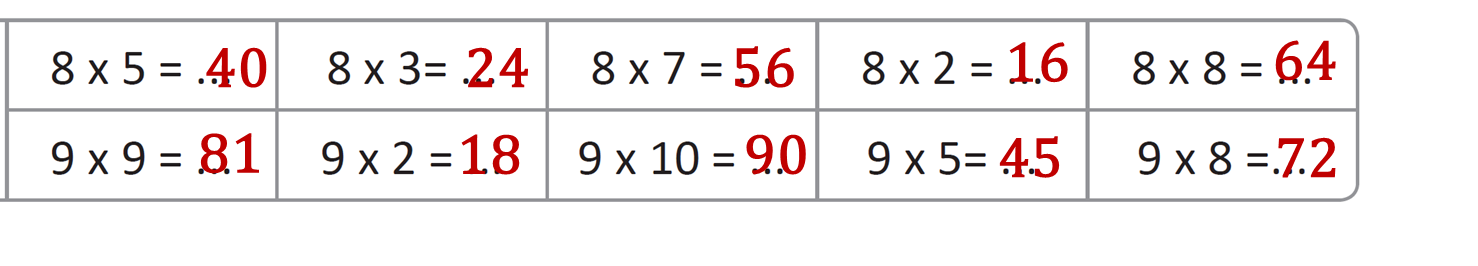 8 x 5 = ...40 8 x 3= ...24 8 x 7 = ...56 8 x 2 = ...16 8 x 8 = ...64
9 x 9 = ...81 9 x 2 =...18 9 x 10 = ...90 9 x 5= ...45 9 x 8 =...72